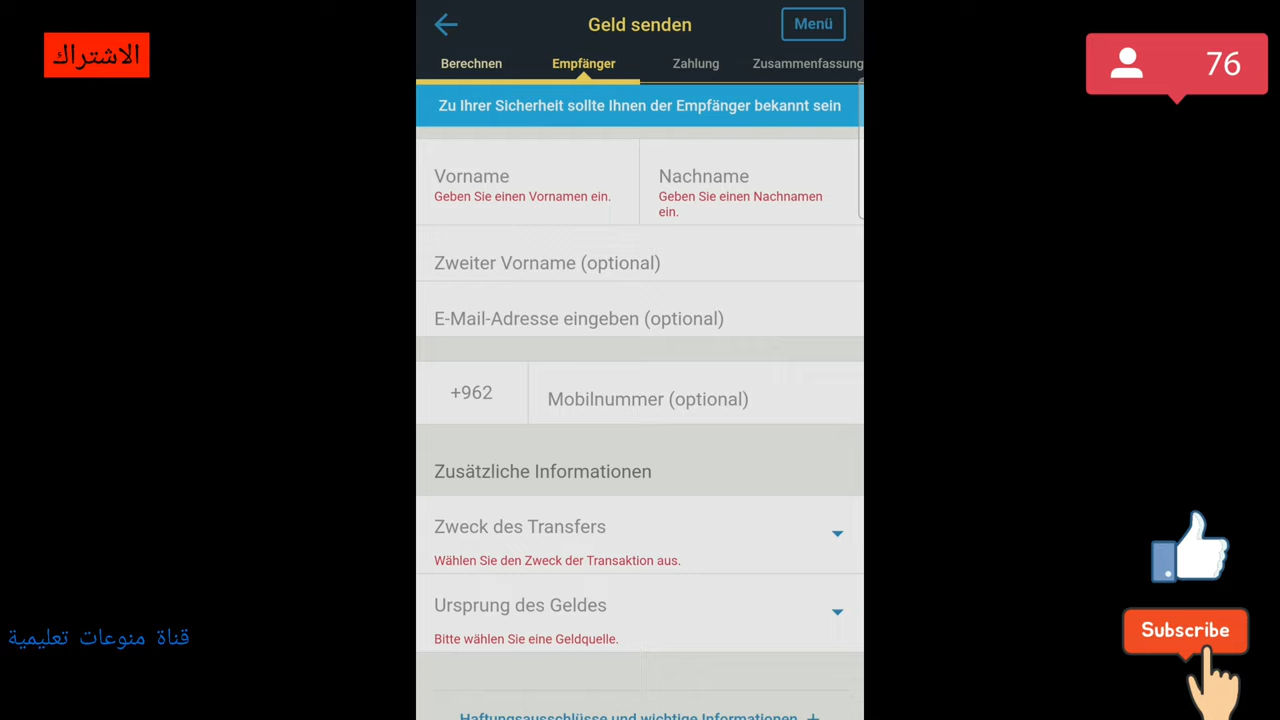 الاشتراك
Geld senden
Menü
76
Berechnen
Empfänger
Zahlung
Zusammenfassung
Zu Ihrer Sicherheit sollte Ihnen der Empfänger bekannt sein
Vorname
Geben Sie einen Vornamen ein.
Nachname
Geben Sie einen Nachnamen
ein.
Zweiter Vorname (optional)
E-Mail-Adresse eingeben (optional)
+962
Mobilnummer (optional)
Zusätzliche Informationen
Zweck des Transfers
Wählen Sie den Zweck der Transaktion aus.
Ursprung des Geldes
Bitte wählen Sie eine Geldquelle.
Subscribe
قناة منوعات تعليمية
Haftungsausschlüsse und wichtige Informationen +